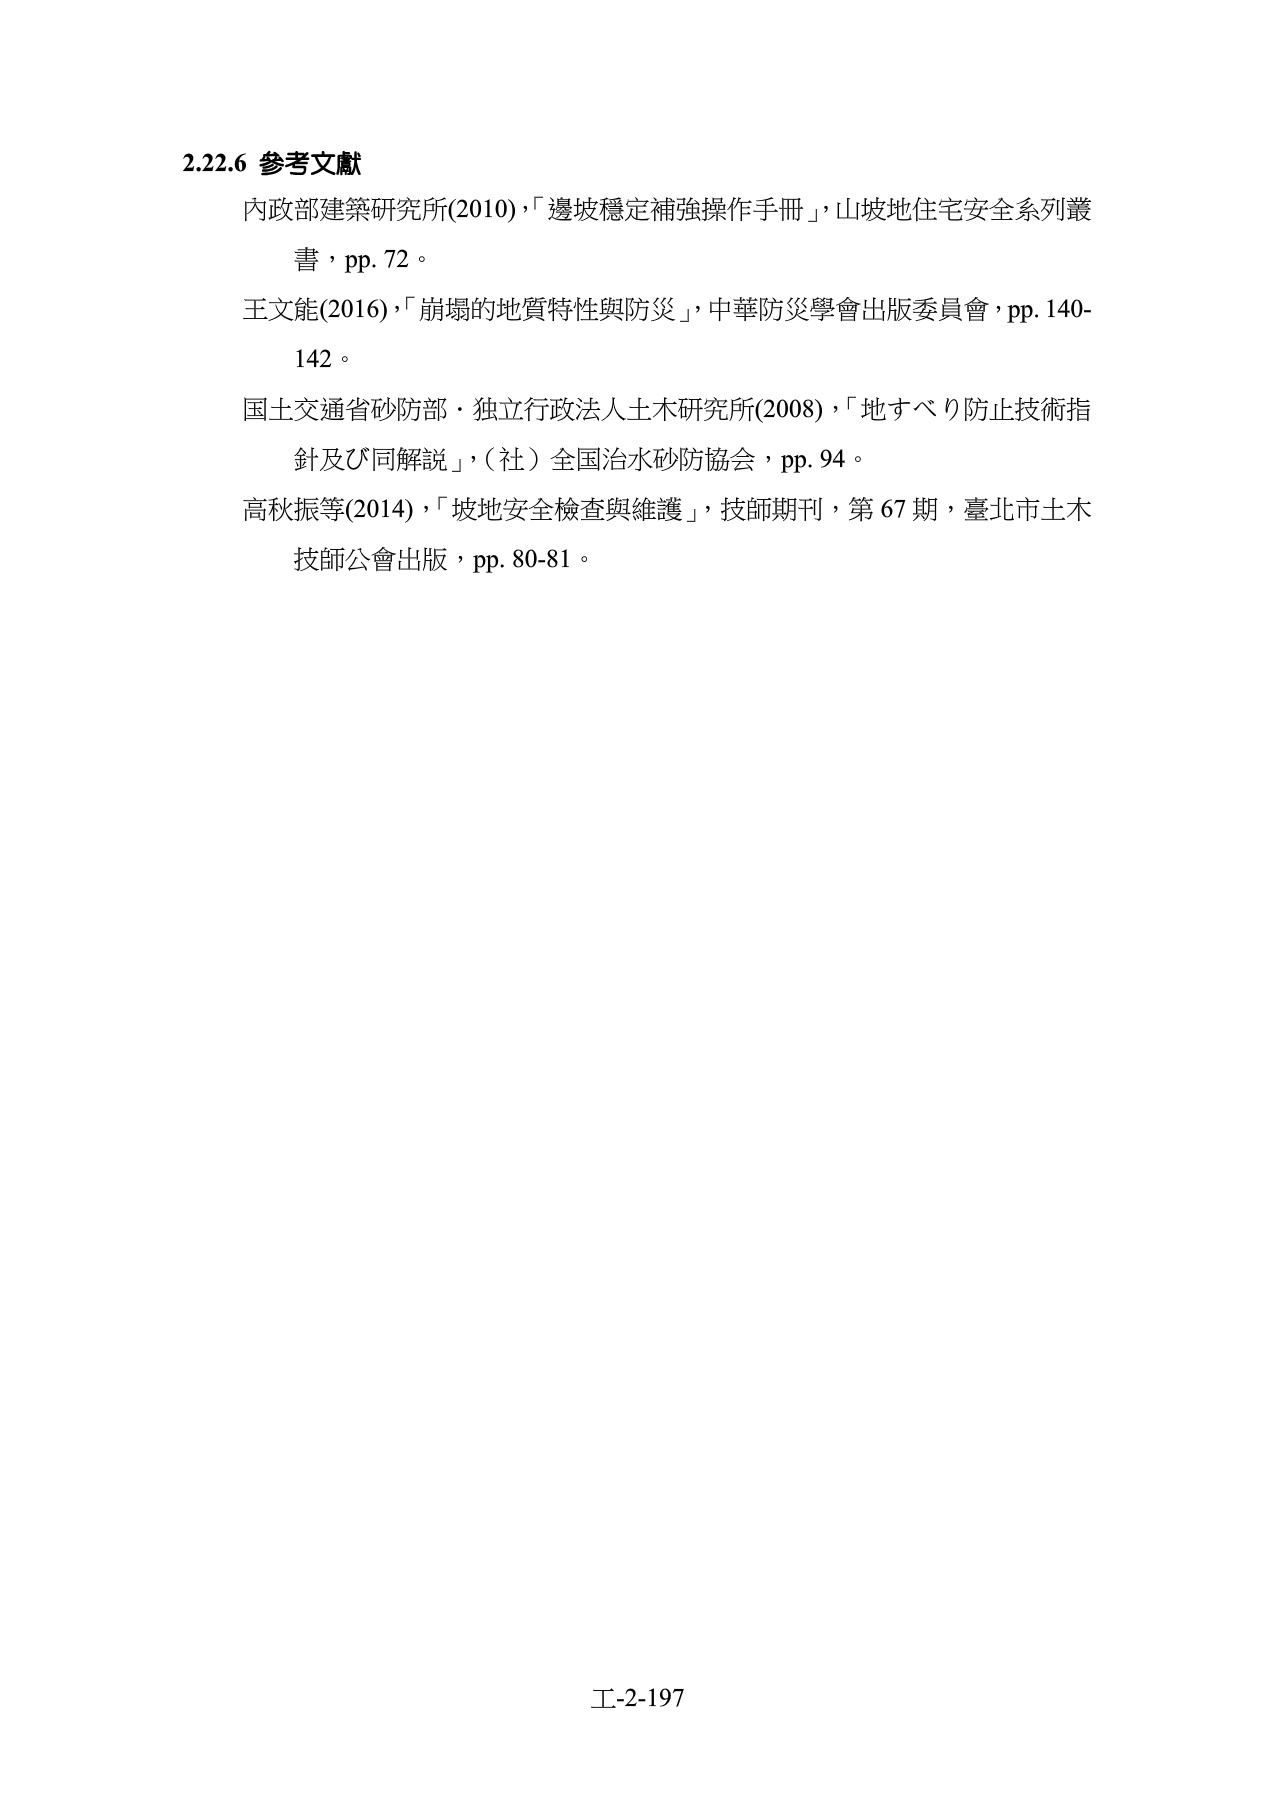 2.22.6 參考文獻
內政部建築研究所(2010)，「邊坡穩定補強操作手冊」，山坡地住宅安全系列叢
書，pp. 72。
王文能(2016)，「崩塌的地質特性與防災」，中華防災學會出版委員會，pp. 140-
142。
国土交通省砂防部．独立行政法人土木研究所(2008)，「地すべり防止技術指
針及び同解説」，（社）全国治水砂防協会，pp. 94。
高秋振等(2014)，「坡地安全檢查與維護」，技師期刊，第 67 期，臺北市土木
技師公會出版，pp. 80-81。
工-2-197